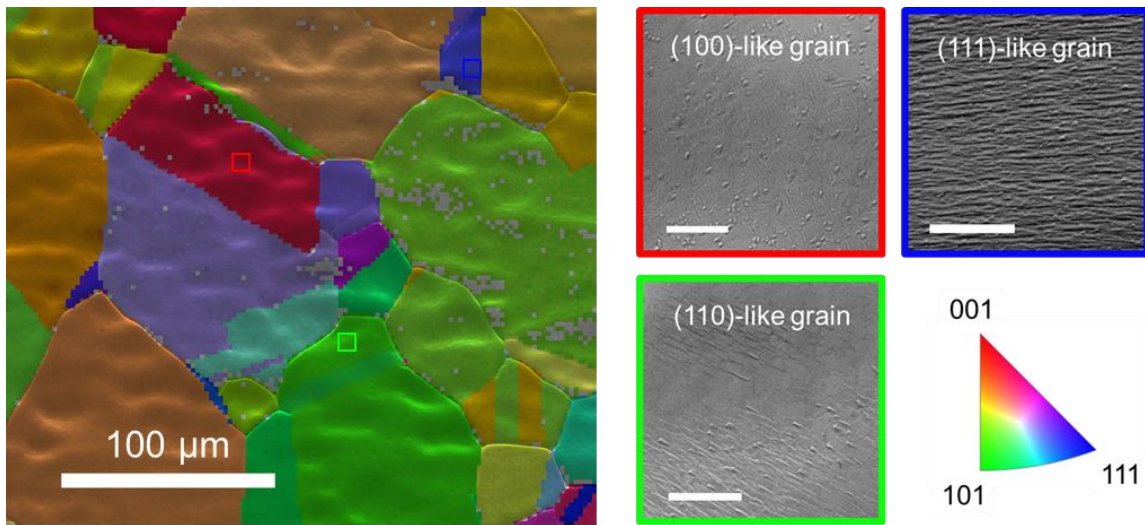 100 µm
(100)-like grain
(111)-like grain
(110)-like grain
001
101
111